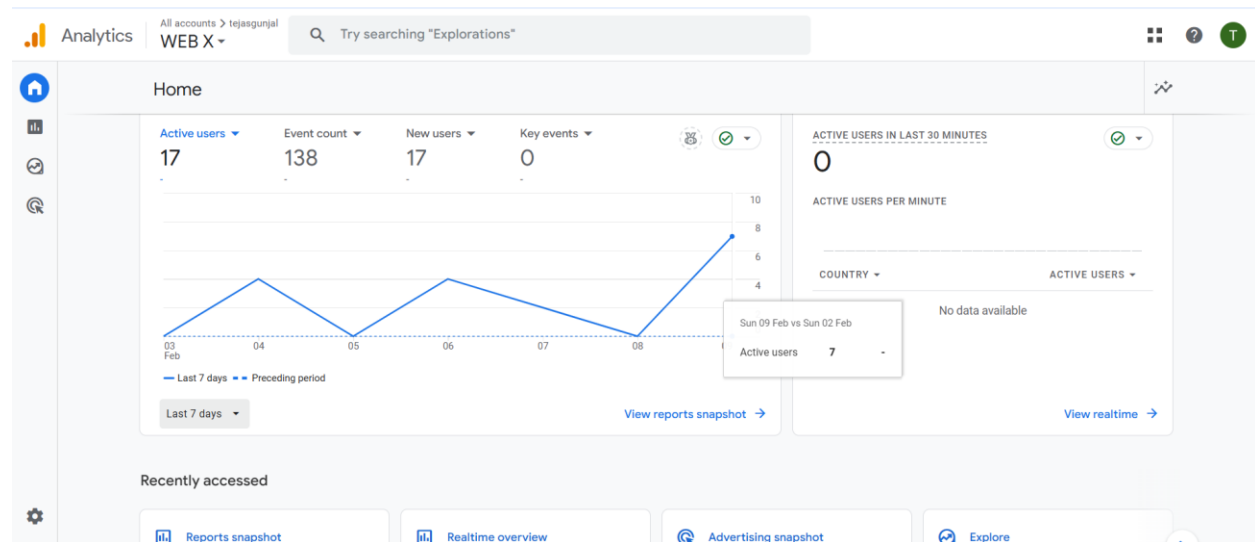 All accounts > tejasgunjal
Analytics
WEB X
Try searching "Explorations"
T
Home
Active users
Event count
New users
Key events
17
138
17
0
-
-
-
-
10
8
6
4
03
Feb
04
05
06
07
08
Sun 09 Feb vs Sun 02 Feb
Active users 7 -
Last 7 days
Preceding period
Last 7 days
View reports snapshot
ACTIVE USERS IN LAST 30 MINUTES
0
ACTIVE USERS PER MINUTE
COUNTRY
ACTIVE USERS
No data available
View realtime
Recently accessed
Reports snapshot
Realtime overview
Advertising snapshot
Explore